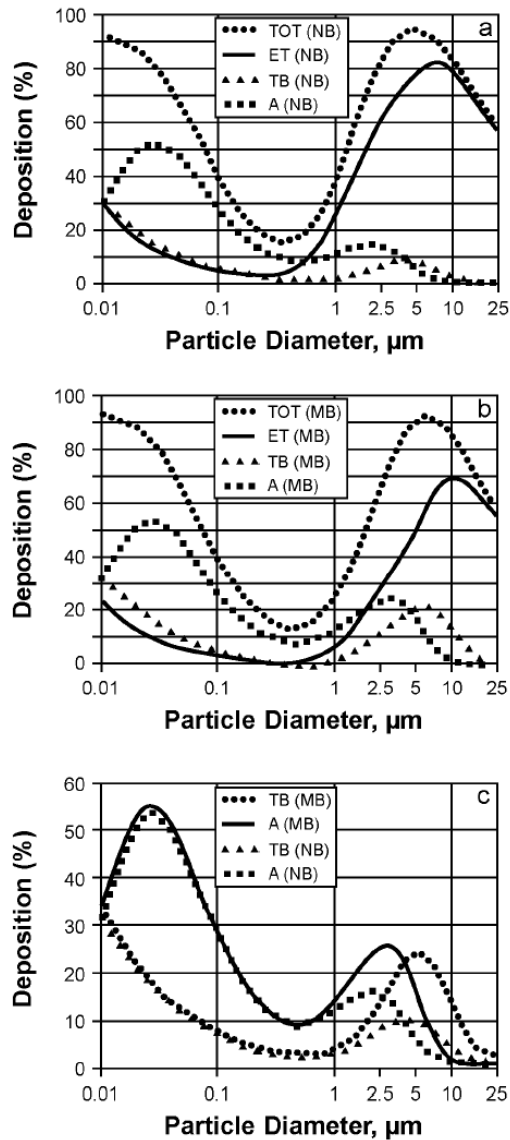 a
TOT (NB)
ET (NB)
TB (NB)
A (NB)
Deposition (%)
100
80
60
40
20
0
0.01 0.1 1 2.5 5 10 25
Particle Diameter, µm
b
TOT (MB)
ET (MB)
TB (MB)
A (MB)
Deposition (%)
100
80
60
40
20
0
0.01 0.1 1 2.5 5 10 25
Particle Diameter, µm
c
TB (MB)
A (MB)
TB (NB)
A (NB)
Deposition (%)
60
50
40
30
20
10
0
0.01 0.1 1 2.5 5 10 25
Particle Diameter, µm